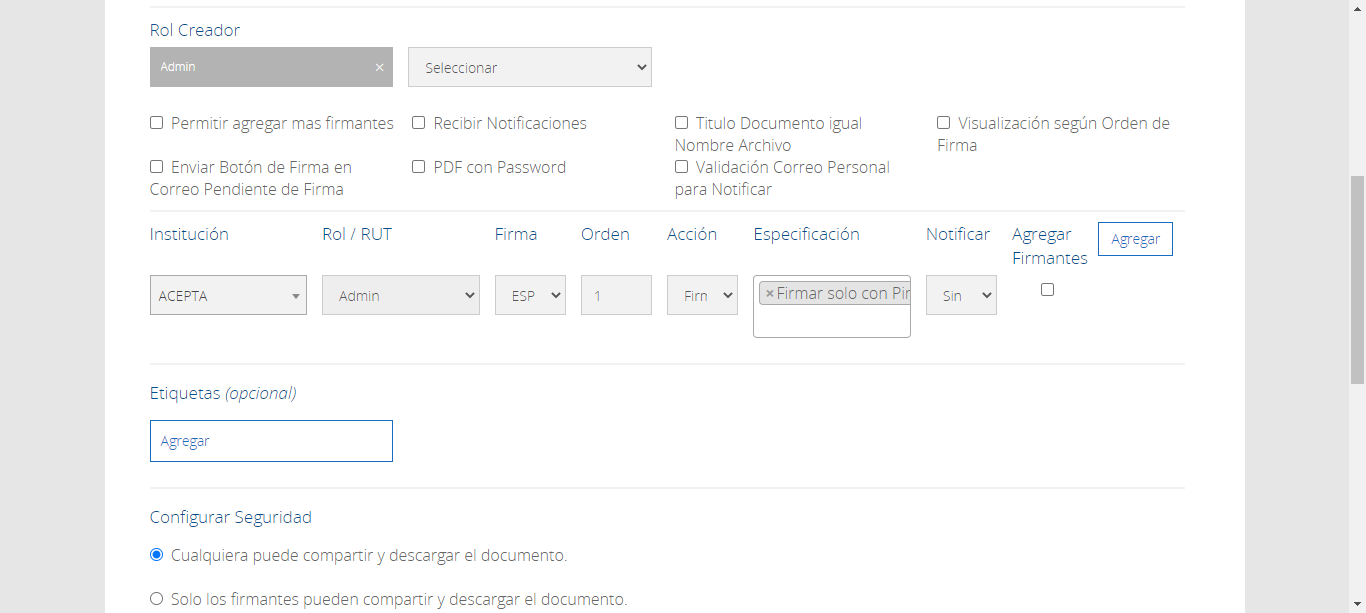 Rol Creador
Admin × Seleccionar
Permitir agregar mas firmantes Recibir Notificaciones Titulo Documento igual Nombre Archivo Visualización según Orden de Firma
Enviar Botón de Firma en Correo Pendiente de Firma PDF con Password Validación Correo Personal para Notificar
Institución Rol / RUT Firma Orden Acción Especificación Notificar Agregar Firmantes Agregar
ACEPTA Admin ESP 1 Firn ×Firmar solo con Pin Sin
Etiquetas (opcional)
Agregar
Configurar Seguridad
Cualquiera puede compartir y descargar el documento.
Solo los firmantes pueden compartir y descargar el documento.